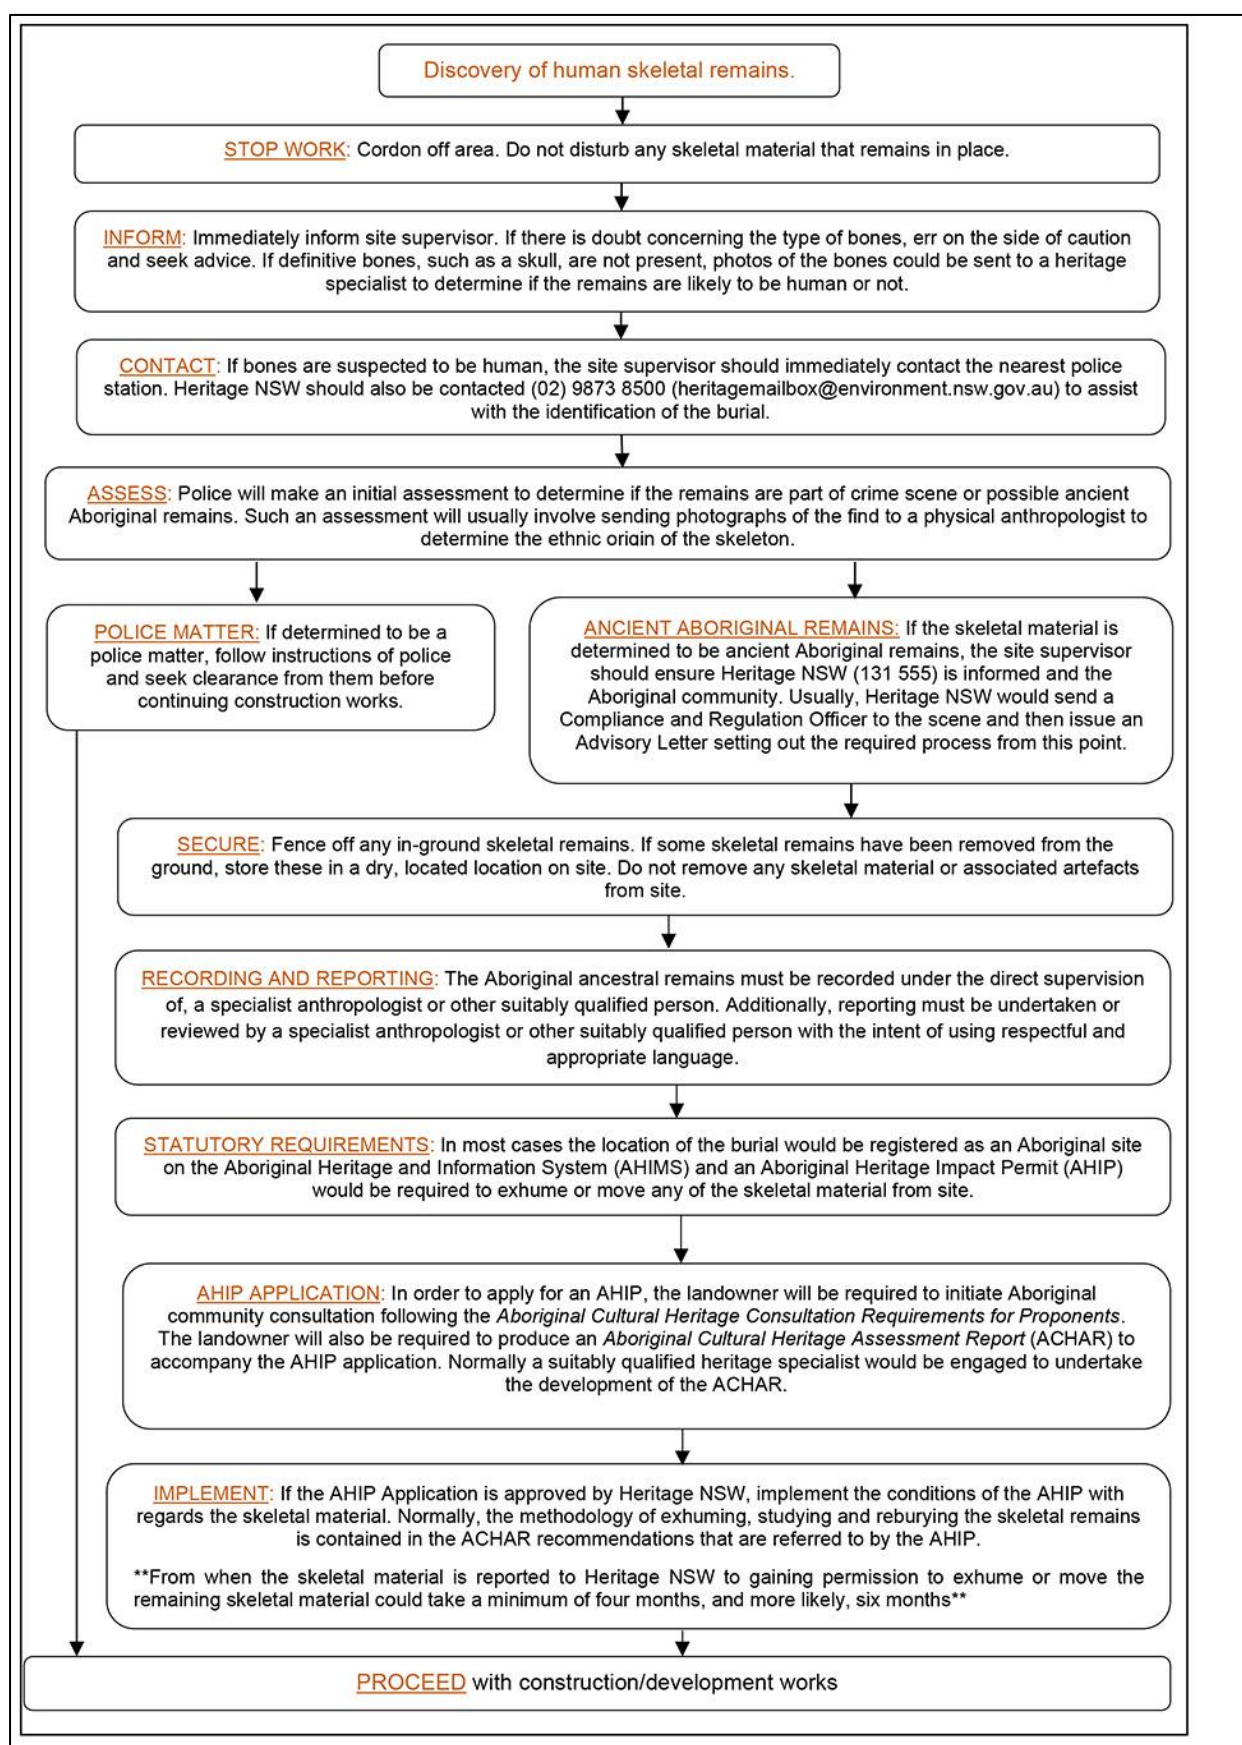 Discovery of human skeletal remains.
STOP WORK: Cordon off area. Do not disturb any skeletal material that remains in place.
INFORM: Immediately inform site supervisor. If there is doubt concerning the type of bones, err on the side of caution
and seek advice. If definitive bones, such as a skull, are not present, photos of the bones could be sent to a heritage
specialist to determine if the remains are likely to be human or not.
CONTACT: If bones are suspected to be human, the site supervisor should immediately contact the nearest police
station. Heritage NSW should also be contacted (02) 9873 8500 (heritagemailbox@environment.nsw.gov.au) to assist
with the identification of the burial.
ASSESS: Police will make an initial assessment to determine if the remains are part of crime scene or possible ancient
Aboriginal remains. Such an assessment will usually involve sending photographs of the find to a physical anthropologist to
determine the ethnic origin of the skeleton.
POLICE MATTER: If determined to be a
police matter, follow instructions of police
and seek clearance from them before
continuing construction works.
ANCIENT ABORIGINAL REMAINS: If the skeletal material is
determined to be ancient Aboriginal remains, the site supervisor
should ensure Heritage NSW (131 555) is informed and the
Aboriginal community. Usually, Heritage NSW would send a
Compliance and Regulation Officer to the scene and then issue an
Advisory Letter setting out the required process from this point.
SECURE: Fence off any in-ground skeletal remains. If some skeletal remains have been removed from the
ground, store these in a dry, located location on site. Do not remove any skeletal material or associated artefacts
from site.
RECORDING AND REPORTING: The Aboriginal ancestral remains must be recorded under the direct supervision
of, a specialist anthropologist or other suitably qualified person. Additionally, reporting must be undertaken or
reviewed by a specialist anthropologist or other suitably qualified person with the intent of using respectful and
appropriate language.
STATUTORY REQUIREMENTS: In most cases the location of the burial would be registered as an Aboriginal site
on the Aboriginal Heritage and Information System (AHIMS) and an Aboriginal Heritage Impact Permit (AHIP)
would be required to exhume or move any of the skeletal material from site.
AHIP APPLICATION: In order to apply for an AHIP, the landowner will be required to initiate Aboriginal
community consultation following the Aboriginal Cultural Heritage Consultation Requirements for Proponents.
The landowner will also be required to produce an Aboriginal Cultural Heritage Assessment Report (ACHAR) to
accompany the AHIP application. Normally a suitably qualified heritage specialist would be engaged to undertake
the development of the ACHAR.
IMPLEMENT: If the AHIP Application is approved by Heritage NSW, implement the conditions of the AHIP with
regards the skeletal material. Normally, the methodology of exhuming, studying and reburying the skeletal remains
is contained in the ACHAR recommendations that are referred to by the AHIP.
**From when the skeletal material is reported to Heritage NSW to gaining permission to exhume or move the
remaining skeletal material could take a minimum of four months, and more likely, six months**
PROCEED with construction/development works